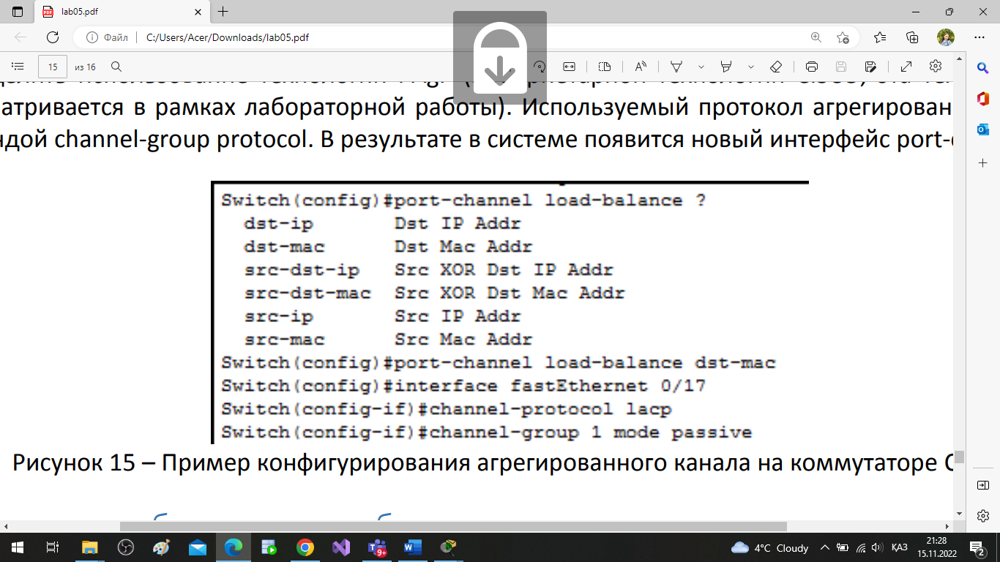 lab05.pdf
Файл
C:/Users/Acer/Downloads/lab05.pdf
15
из 16
атривается в рамках лабораторной работы). Используемый протокол агрегирован
ндой channel-group protocol. В результате в системе появится новый интерфейс port-
Switch(config)#port-channel load-balance ?
dst-ip Dst IP Addr
dst-mac Dst Mac Addr
src-dst-ip Src XOR Dst IP Addr
src-dst-mac Src XOR Dst Mac Addr
src-ip Src IP Addr
src-mac Src Mac Addr
Switch(config)#port-channel load-balance dst-mac
Switch(config)#interface fastEthernet 0/17
Switch(config-if)#channel-protocol lacp
Switch(config-if)#channel-group 1 mode passive
Рисунок 15 – Пример конфигурирования агрегированного канала на коммутаторе C
4°C Cloudy
ҚАЗ
21:28
15.11.2022